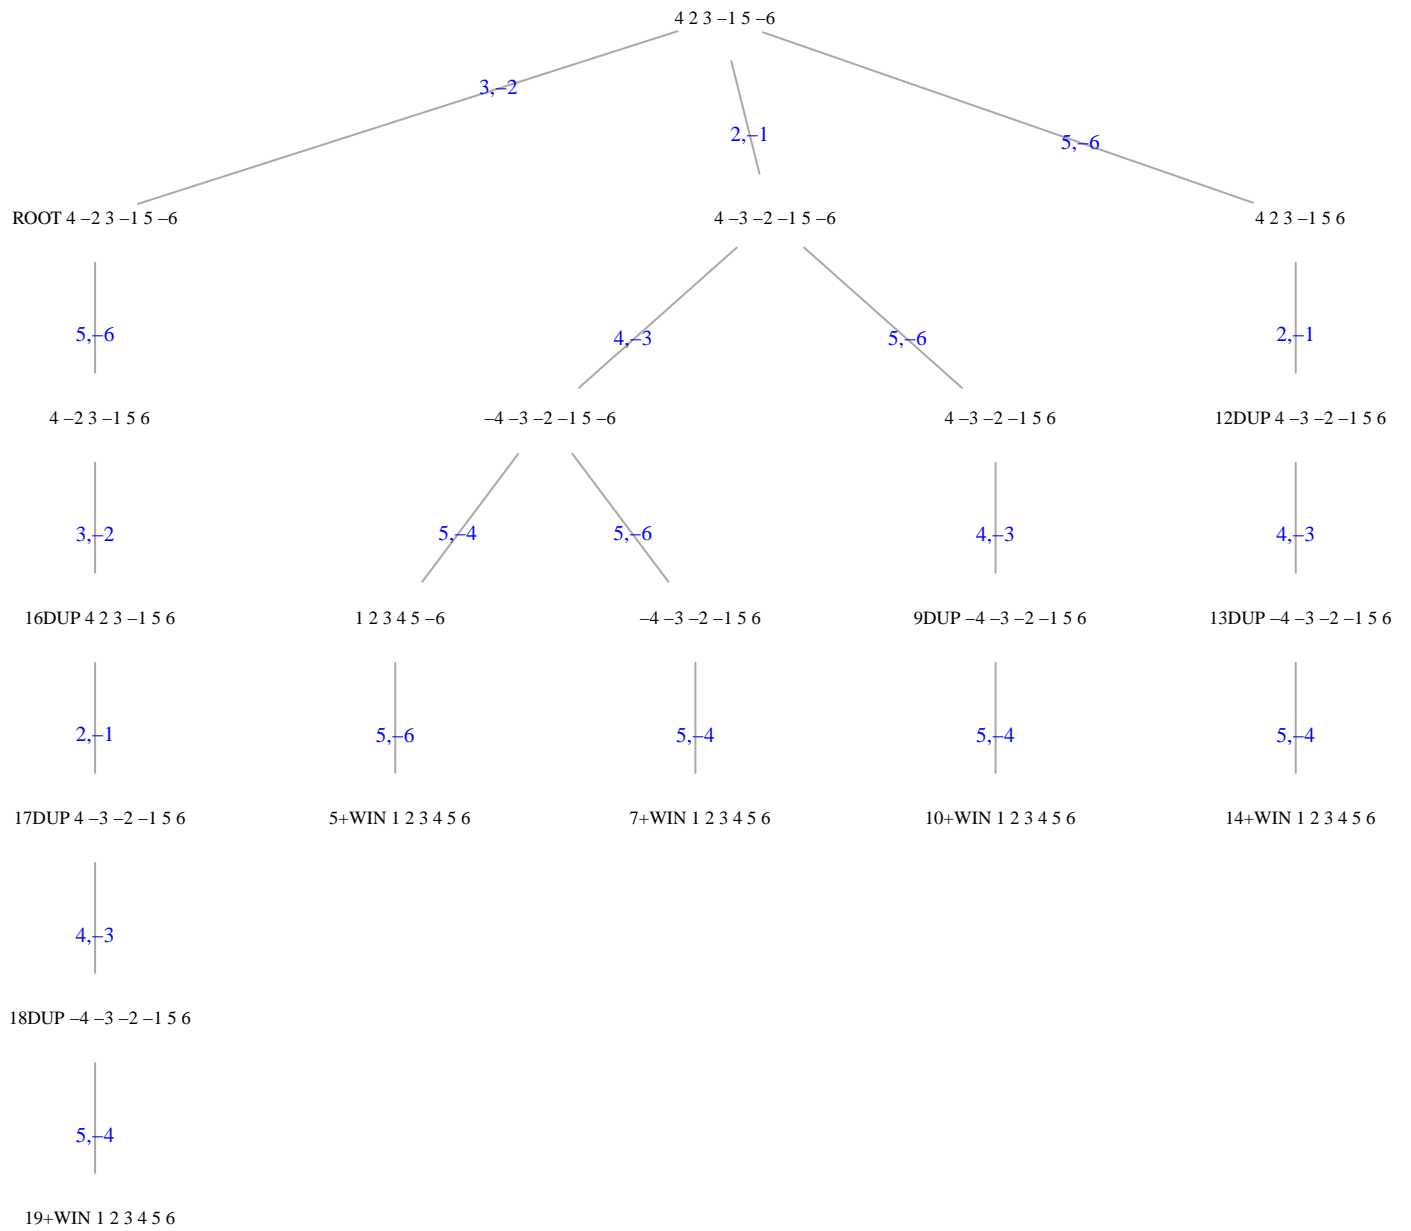 4 2 3 –1 5 –6
3,–2
2,–1
5,–6
ROOT 4 –2 3 –1 5 –6
4 –3 –2 –1 5 –6
4 2 3 –1 5 6
5,–6
4,–3
5,–6
2,–1
4 –2 3 –1 5 6
–4 –3 –2 –1 5 –6
4 –3 –2 –1 5 6
12DUP 4 –3 –2 –1 5 6
3,–2
5,–4
5,–6
4,–3
4,–3
16DUP 4 2 3 –1 5 6
1 2 3 4 5 –6
–4 –3 –2 –1 5 6
9DUP –4 –3 –2 –1 5 6
13DUP –4 –3 –2 –1 5 6
2,–1
5,–6
5,–4
5,–4
5,–4
17DUP 4 –3 –2 –1 5 6
5+WIN 1 2 3 4 5 6
7+WIN 1 2 3 4 5 6
10+WIN 1 2 3 4 5 6
14+WIN 1 2 3 4 5 6
4,–3
18DUP –4 –3 –2 –1 5 6
5,–4
19+WIN 1 2 3 4 5 6